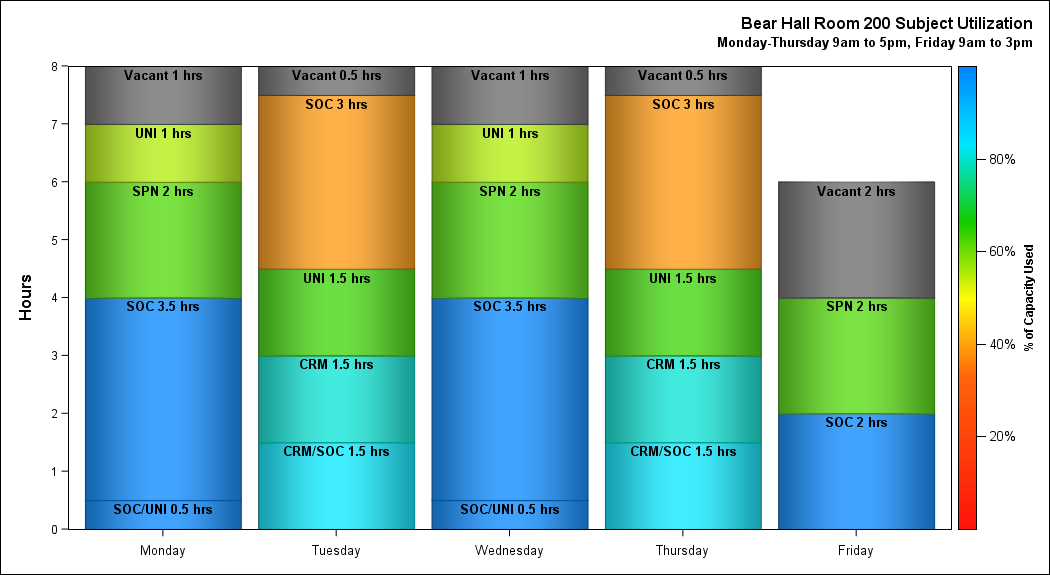 Bear Hall Room 200 Subject Utilization
Monday-Thursday 9am to 5pm, Friday 9am to 3pm
Hours
8
7
6
5
4
3
2
1
0
Vacant 1 hrs
UNI 1 hrs
SPN 2 hrs
SOC 3.5 hrs
SOC/UNI 0.5 hrs
Monday
Vacant 0.5 hrs
SOC 3 hrs
UNI 1.5 hrs
CRM 1.5 hrs
CRM/SOC 1.5 hrs
Tuesday
Vacant 1 hrs
UNI 1 hrs
SPN 2 hrs
SOC 3.5 hrs
SOC/UNI 0.5 hrs
Wednesday
Vacant 0.5 hrs
SOC 3 hrs
UNI 1.5 hrs
CRM 1.5 hrs
CRM/SOC 1.5 hrs
Thursday
Vacant 2 hrs
SPN 2 hrs
SOC 2 hrs
Friday
80%
60%
40%
20%
% of Capacity Used